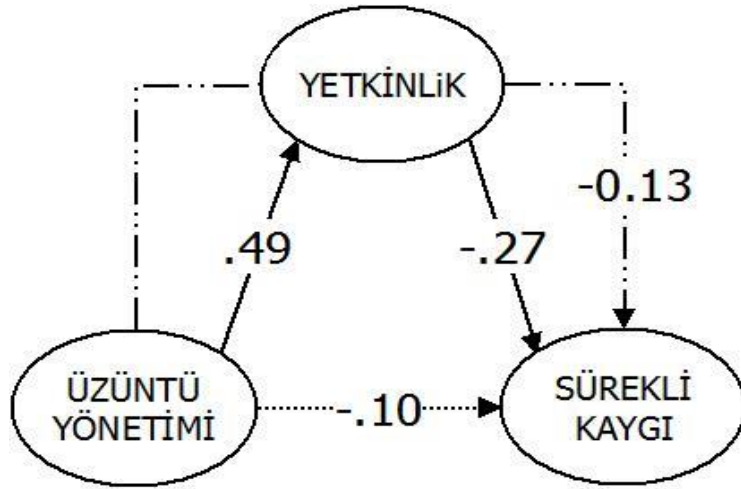 YETKİNLiK
-0.13
.49
-.27
ÜZÜNTÜ
YÖNETİMİ
-.10
SÜREKLİ
KAYGI